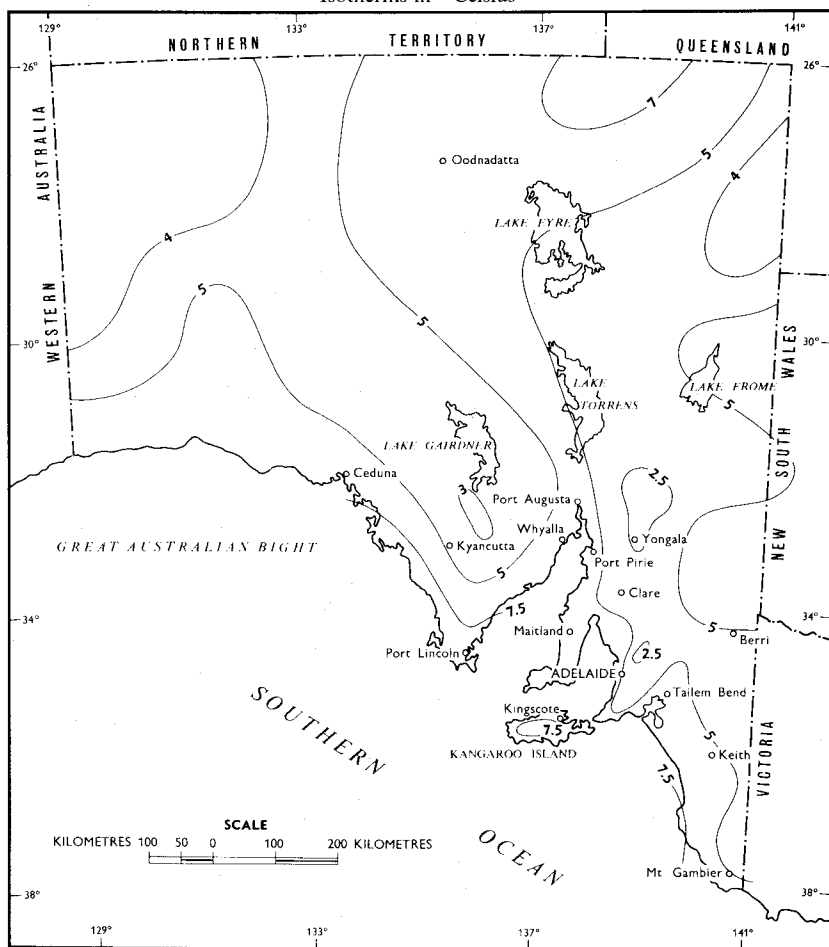 129° 133° 137° 141°
NORTHERN TERRITORY QUEENSLAND
26° 26°
7
5
4
Oodnadatta
WESTERN AUSTRALIA
4
LAKE EYRE
5
5
30° 30°
LAKE TORRENS
LAKE FROME
5
NEW SOUTH WALES
LAKE GAIRDNER
Ceduna
3
2.5
Port Augusta
Whyalla
GREAT AUSTRALIAN BIGHT
Kyancutta
Yongala
Port Pirie
5
Clare
7.5
34° 34°
Maitland
5
Berri
Port Lincoln
2.5
ADELAIDE
Tailem Bend
Kingscote
7.5
KANGAROO ISLAND
5
Keith
VICTORIA
7.5
SOUTHERN OCEAN
SCALE
KILOMETRES 100 50 0 100 200 KILOMETRES
Mt Gambier
38° 38°
129° 133° 137° 141°